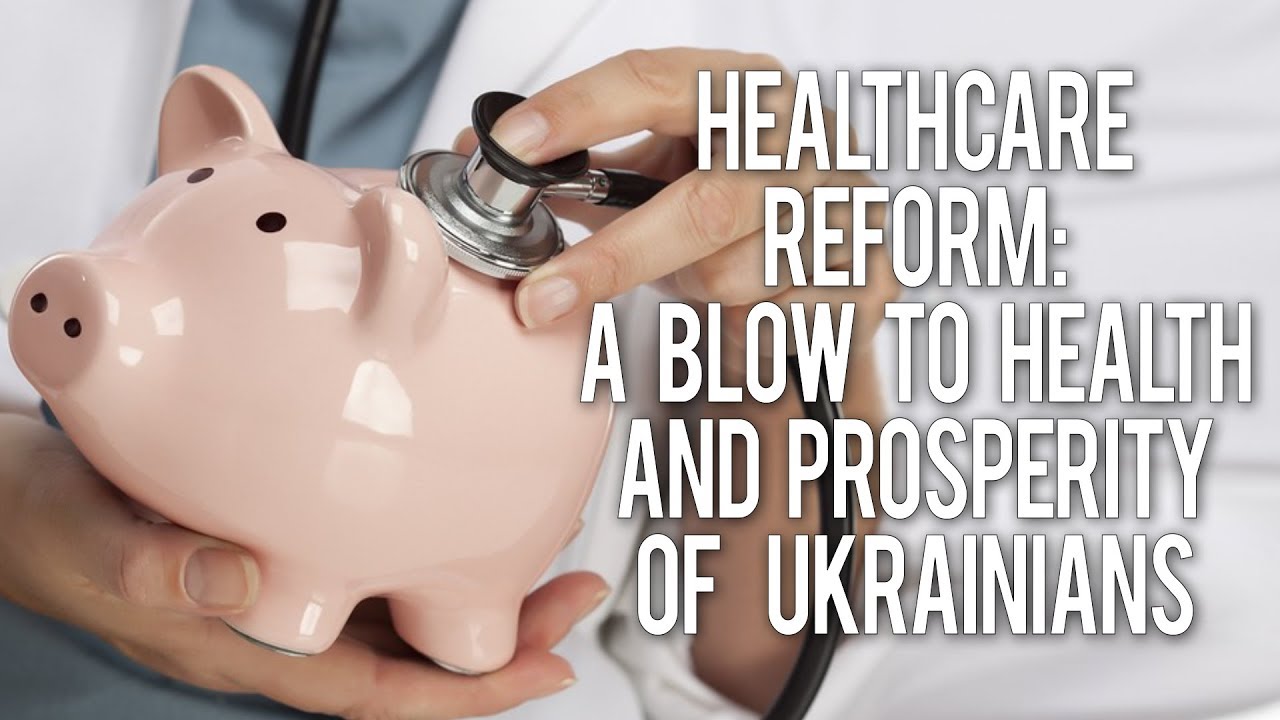 HEALTHCARE
REFORM:
A BLOW TO HEALTH
AND PROSPERITY
OF UKRAINIANS